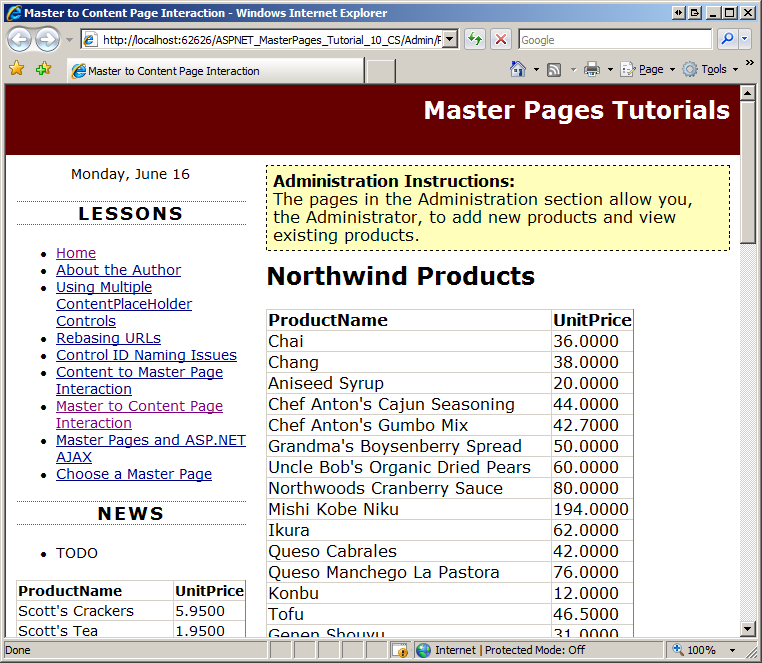 Master to Content Page Interaction - Windows Internet Explorer
http://localhost:62626/ASPNET_MasterPages_Tutorial_10_CS/Admin/F
Google
Master to Content Page Interaction
Page
Tools
Master Pages Tutorials
Monday, June 16
LESSONS
Home
About the Author
Using Multiple
ContentPlaceHolder
Controls
Rebasing URLs
Control ID Naming Issues
Content to Master Page
Interaction
Master to Content Page
Interaction
Master Pages and ASP.NET
AJAX
Choose a Master Page
NEWS
TODO
ProductName UnitPrice
Scott's Crackers 5.9500
Scott's Tea 1.9500
Administration Instructions:
The pages in the Administration section allow you,
the Administrator, to add new products and view
existing products.
Northwind Products
ProductName UnitPrice
Chai 36.0000
Chang 38.0000
Aniseed Syrup 20.0000
Chef Anton's Cajun Seasoning 44.0000
Chef Anton's Gumbo Mix 42.7000
Grandma's Boysenberry Spread 50.0000
Uncle Bob's Organic Dried Pears 60.0000
Northwoods Cranberry Sauce 80.0000
Mishi Kobe Niku 194.0000
Ikura 62.0000
Queso Cabrales 42.0000
Queso Manchego La Pastora 76.0000
Konbu 12.0000
Tofu 46.5000
Genen Shouyu 31.0000
Done
Internet | Protected Mode: Off
100%